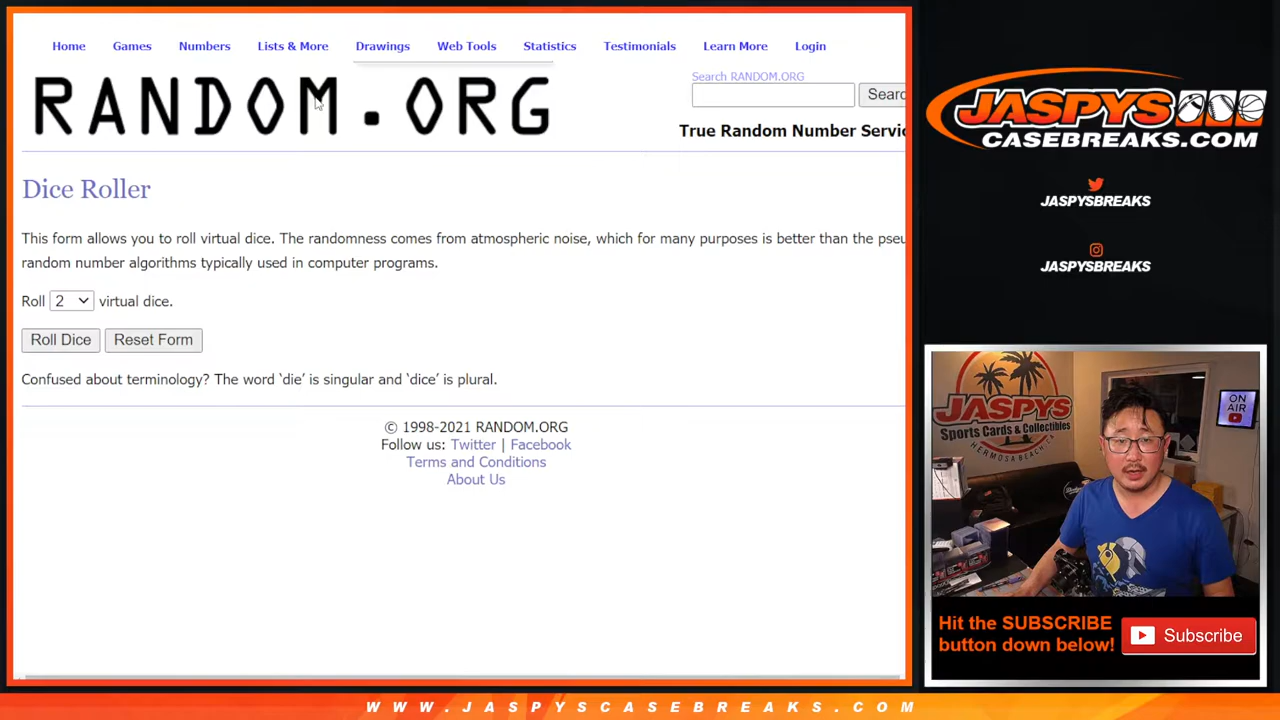 Home Games Numbers Lists & More Drawings Web Tools Statistics Testimonials Learn More Login
RANDOM.ORG
Search RANDOM.ORG
Searc
True Random Number Servic
Dice Roller
This form allows you to roll virtual dice. The randomness comes from atmospheric noise, which for many purposes is better than the pseu
random number algorithms typically used in computer programs.
Roll 2 virtual dice.
Roll Dice Reset Form
Confused about terminology? The word ‘die’ is singular and ‘dice’ is plural.
© 1998-2021 RANDOM.ORG
Follow us: Twitter | Facebook
Terms and Conditions
About Us
JASPYS
CASEBREAKS.COM
JASPYSBREAKS
JASPYSBREAKS
JASPYS
Sports Cards & Collectibles
HERMOSA BEACH, CA
ON
AIR
Dodgers
Hit the SUBSCRIBE
button down below!
Subscribe
WWW.JASPYSCASEBREAKS.COM